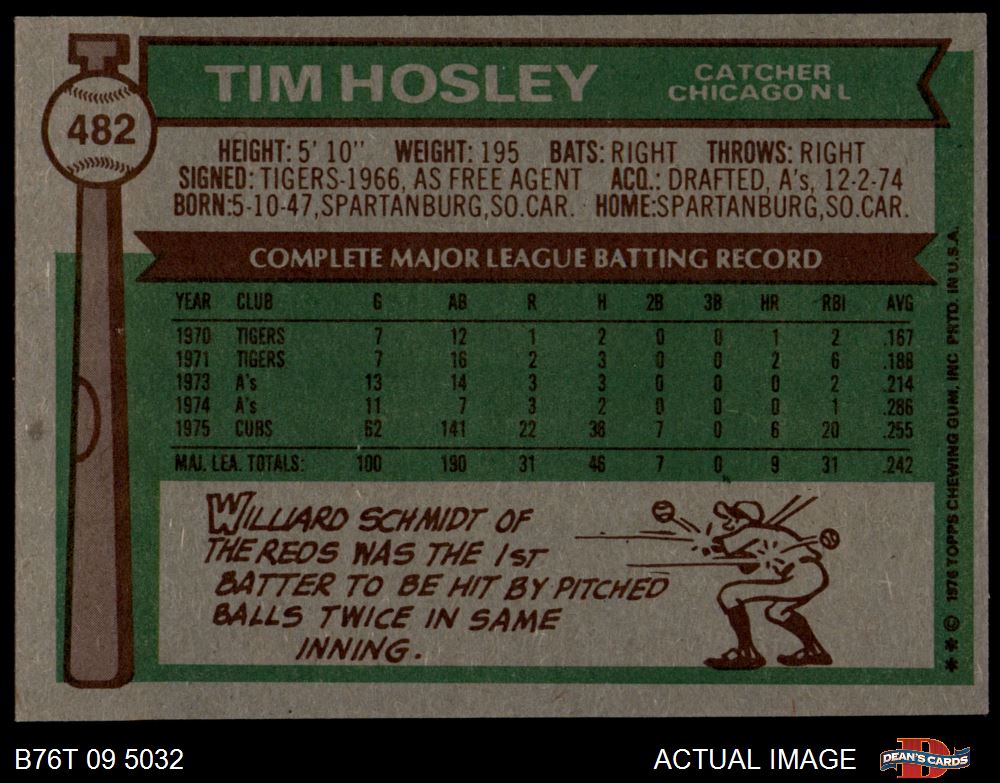 482
TIM HOSLEY
CATCHER
CHICAGO N L
HEIGHT: 5' 10" WEIGHT: 195 BATS: RIGHT THROWS: RIGHT
SIGNED: TIGERS-1966, AS FREE AGENT ACQ.: DRAFTED, A's, 12-2-74
BORN:5-10-47,SPARTANBURG,SO.CAR. HOME:SPARTANBURG,SO.CAR.
COMPLETE MAJOR LEAGUE BATTING RECORD
YEAR CLUB G AB R H 2B 3B HR RBI AVG
1970 TIGERS 7 12 1 2 0 0 1 2 .167
1971 TIGERS 7 16 2 3 0 0 2 6 .188
1973 A's 13 14 3 3 0 0 0 2 .214
1974 A's 11 7 3 2 0 0 0 1 .286
1975 CUBS 62 141 22 36 7 0 6 20 .255
MAJ. LEA. TOTALS: 100 190 31 46 7 0 9 31 .242
WILLIARD SCHMIDT OF
THE REDS WAS THE 1ST
BATTER TO BE HIT BY PITCHED
BALLS TWICE IN SAME
INNING.
** © 1976 TOPPS CHEWING GUM, INC PRTD. IN U.S.A.
B76T 09 5032
ACTUAL IMAGE
D
DEAN'S CARDS